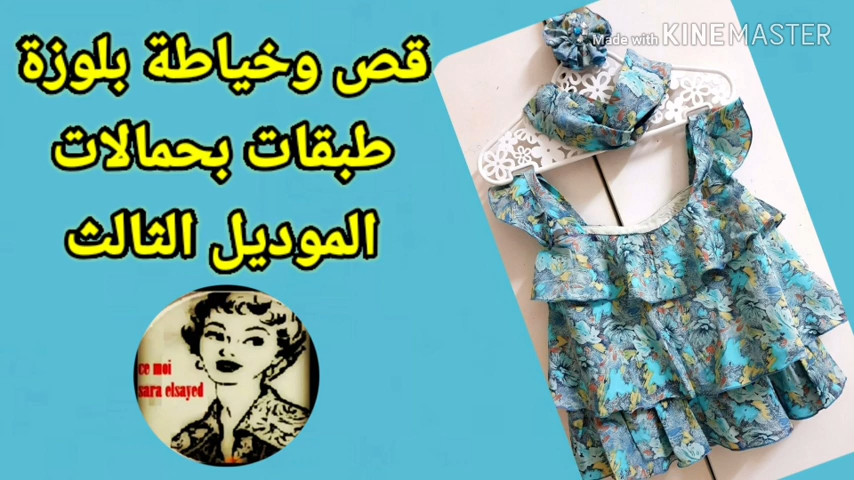 قص وخياطة بلوزة
طبقات بحمالات
الموديل الثالث
ce moi
sara elsayed
Made with KINEMASTER